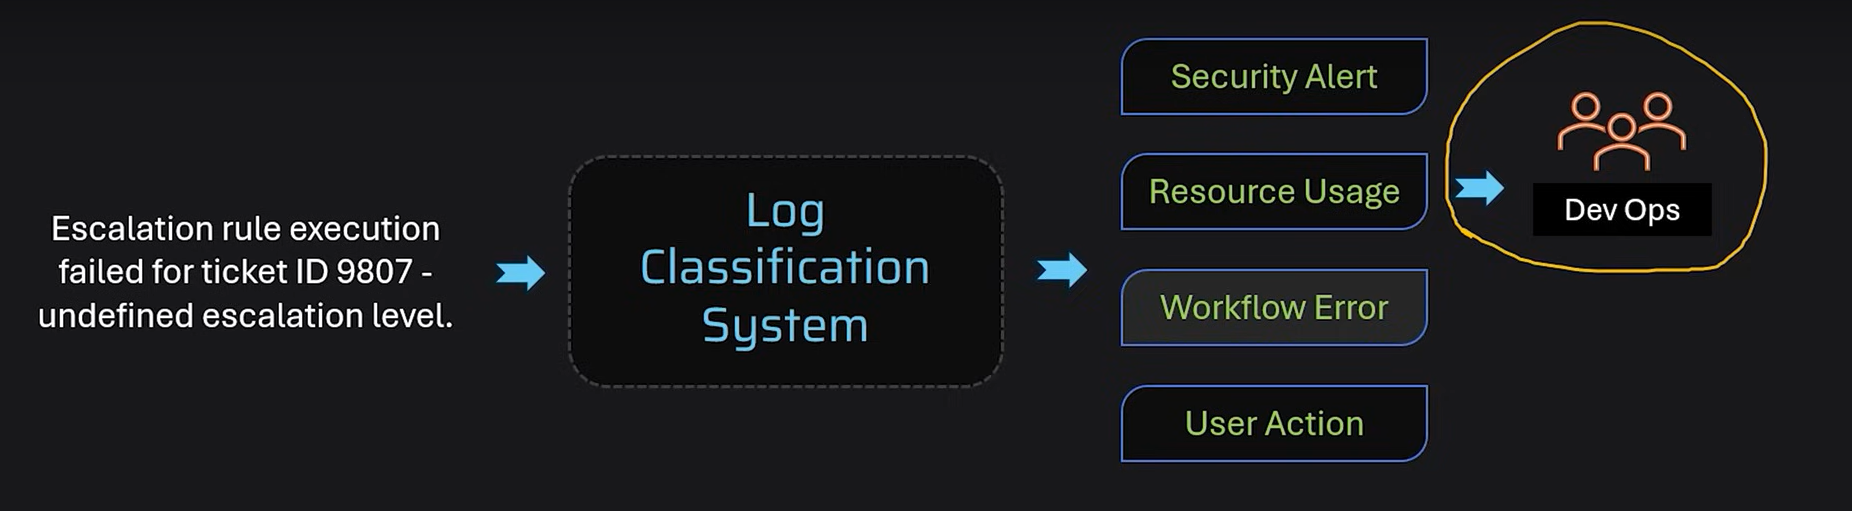 Escalation rule execution
failed for ticket ID 9807 -
undefined escalation level.
Log
Classification
System
Security Alert
Resource Usage
Workflow Error
User Action
Dev Ops